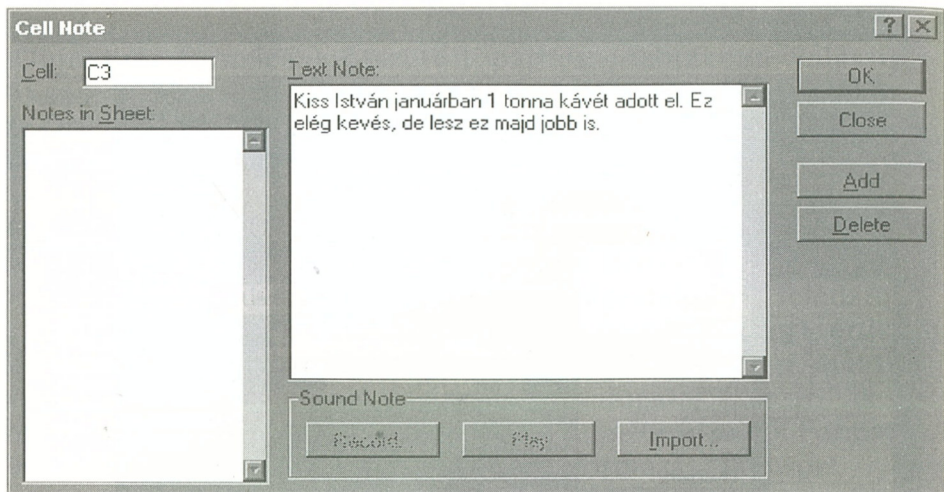 Cell Note
Cell: C3
Notes in Sheet:
Text Note:
Kiss István januárban 1 tonna kávét adott el. Ez
elég kevés, de lesz ez majd jobb is.
OK
Close
Add
Delete
Sound Note
Record...
Play
Import...